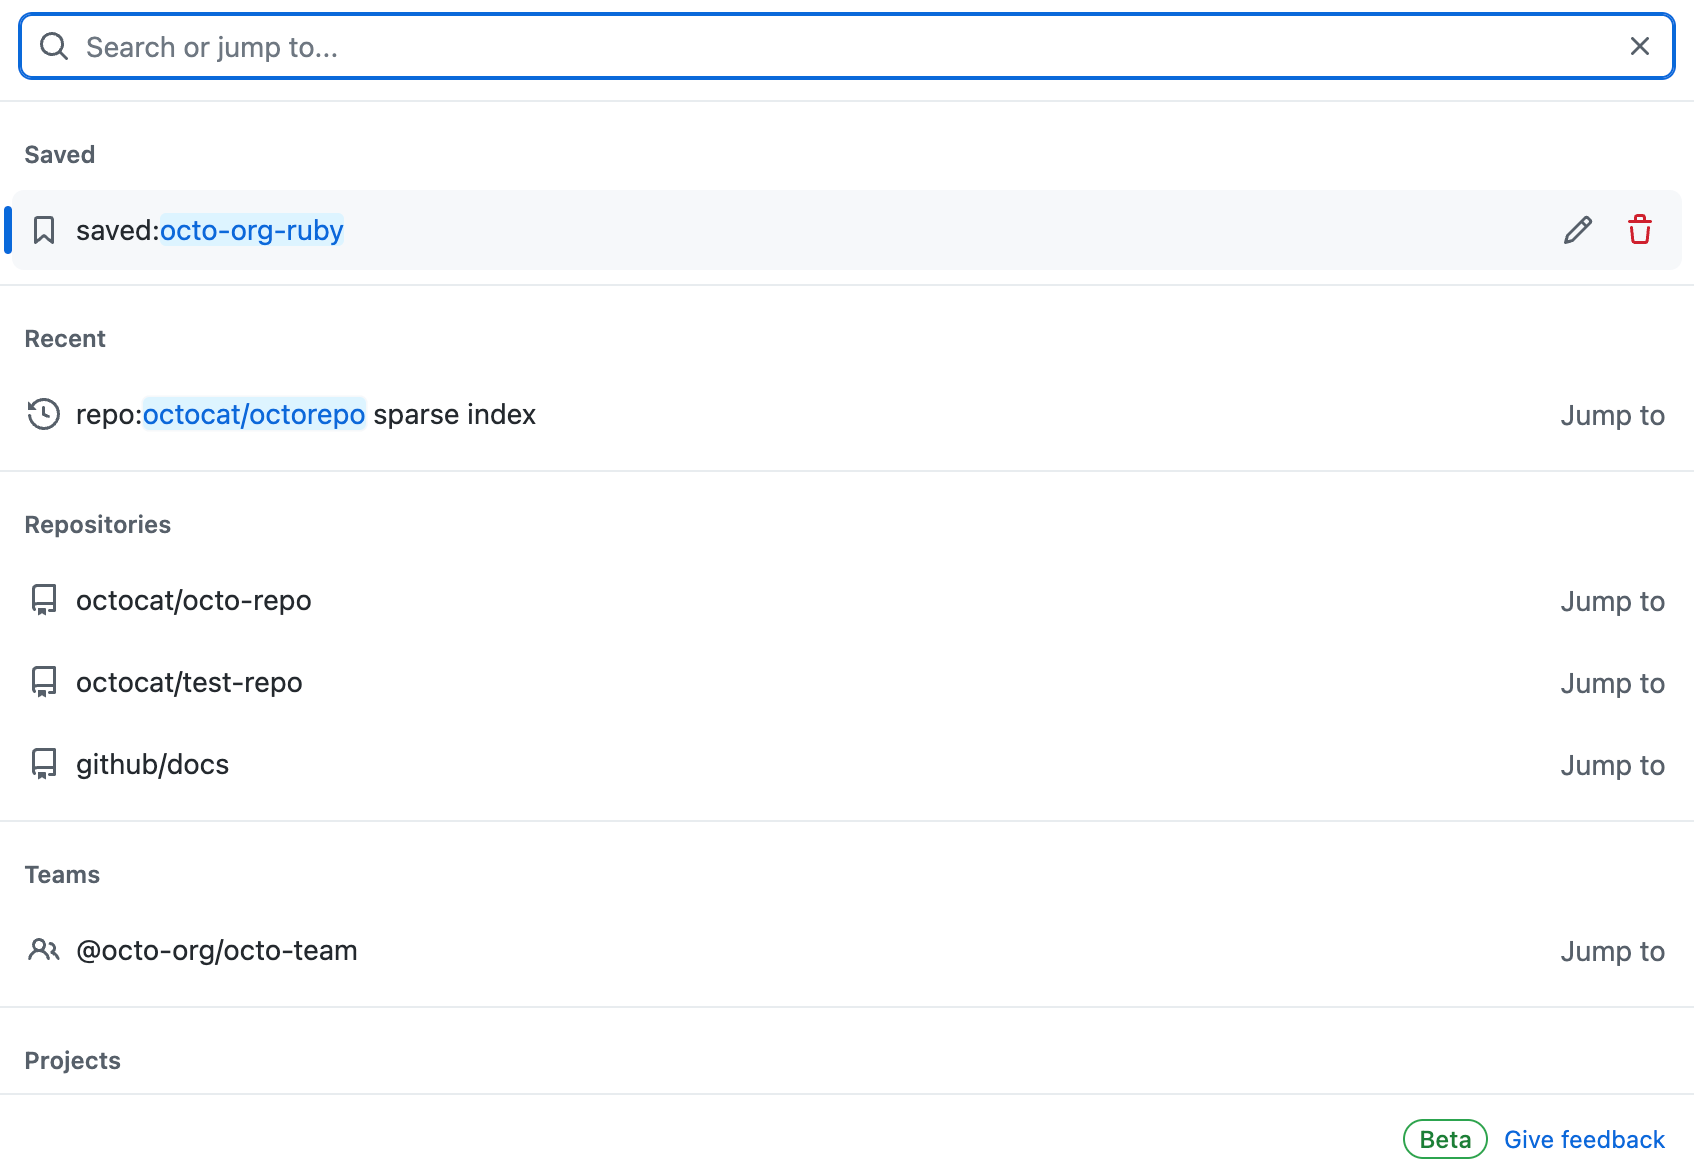 Search or jump to...
Saved
saved:octo-org-ruby
Recent
repo:octocat/octorepo sparse index Jump to
Repositories
octocat/octo-repo Jump to
octocat/test-repo Jump to
github/docs Jump to
Teams
@octo-org/octo-team Jump to
Projects
Beta Give feedback